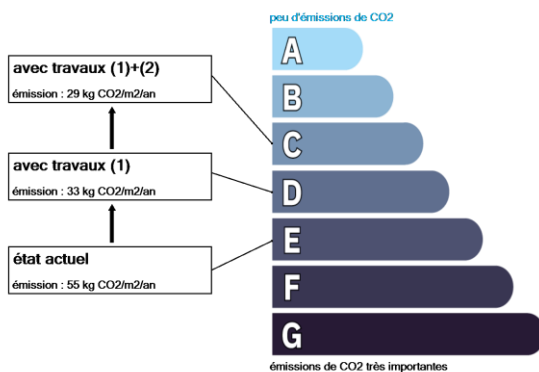 peu d'émissions de CO2
A
avec travaux (1)+(2)
émission : 29 kg CO2/m2/an
B
C
avec travaux (1)
émission : 33 kg CO2/m2/an
D
E
état actuel
émission : 55 kg CO2/m2/an
F
G
émissions de CO2 très importantes